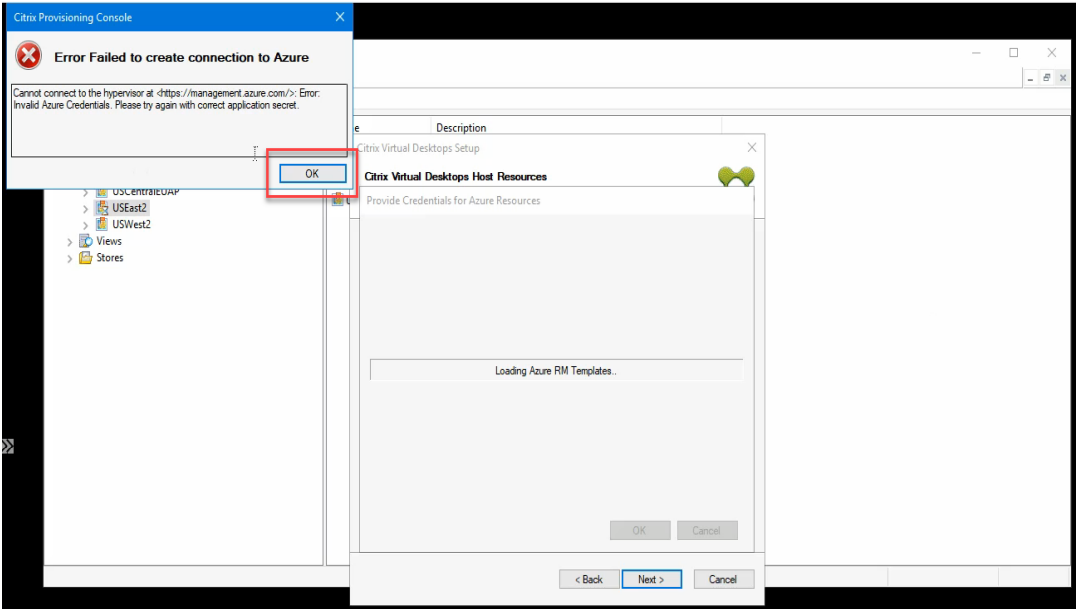 Citrix Provisioning Console
Error Failed to create connection to Azure
Cannot connect to the hypervisor at <https://management.azure.com/>: Error:
Invalid Azure Credentials. Please try again with correct application secret.
OK
Description
Citrix Virtual Desktops Setup
Citrix Virtual Desktops Host Resources
Provide Credentials for Azure Resources
USCentralEUAP
USEast2
USWest2
Views
Stores
Loading Azure RM Templates..
OK Cancel
< Back Next > Cancel